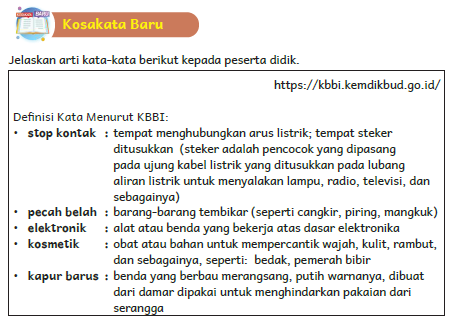 Kosakata Baru
Jelaskan arti kata-kata berikut kepada peserta didik.
https://kbbi.kemdikbud.go.id/
Definisi Kata Menurut KBBI:
• stop kontak : tempat menghubungkan arus listrik; tempat steker
ditusukkan (steker adalah pencocok yang dipasang
pada ujung kabel listrik yang ditusukkan pada lubang
aliran listrik untuk menyalakan lampu, radio, televisi, dan
sebagainya)
• pecah belah : barang-barang tembikar (seperti cangkir, piring, mangkuk)
• elektronik : alat atau benda yang bekerja atas dasar elektronika
• kosmetik : obat atau bahan untuk mempercantik wajah, kulit, rambut,
dan sebagainya, seperti: bedak, pemerah bibir
• kapur barus : benda yang berbau merangsang, putih warnanya, dibuat
dari damar dipakai untuk menghindarkan pakaian dari
serangga